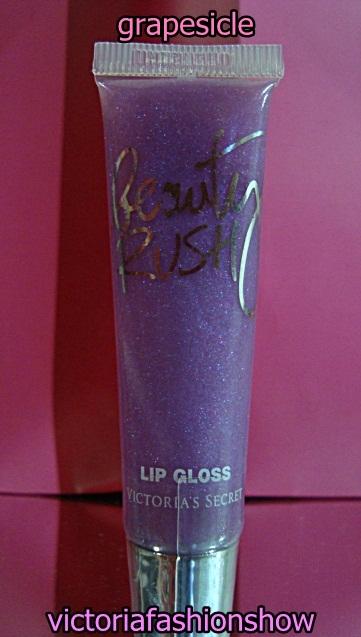 grapesicle
Beauty
RUSH
LIP GLOSS
VICTORIA'S SECRET
victoriafashionshow